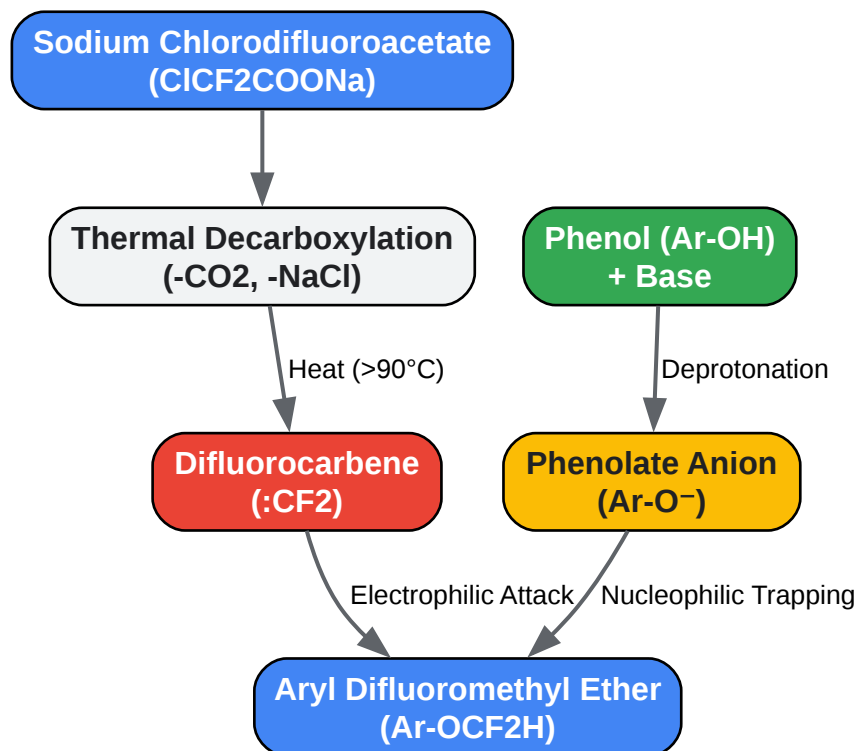 Sodium Chlorodifluoroacetate
(ClCF2COONa)
Thermal Decarboxylation
(-CO2, -NaCl)
Phenol (Ar-OH)
+ Base
Heat (>90°C)
Deprotonation
Difluorocarbene
(:CF2)
Phenolate Anion
(Ar-O⁻)
Electrophilic Attack
Nucleophilic Trapping
Aryl Difluoromethyl Ether
(Ar-OCF2H)